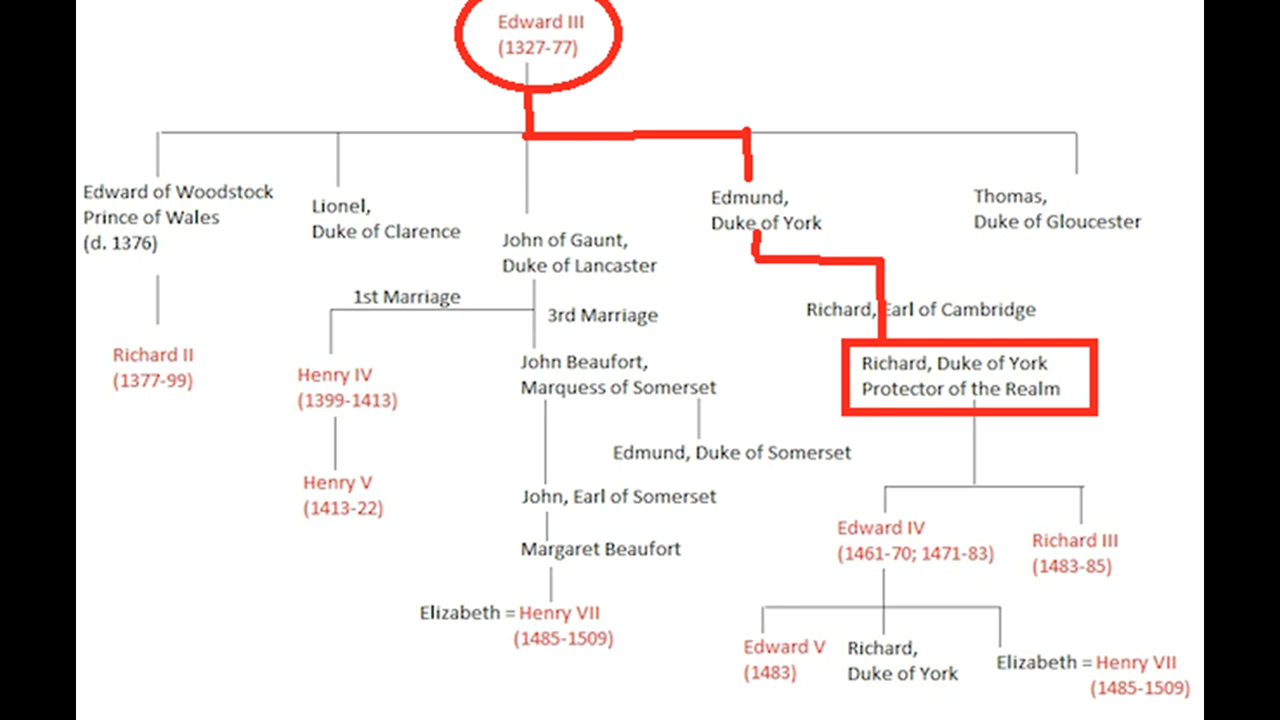 Edward III
(1327-77)
Edward of Woodstock
Prince of Wales
(d. 1376)
Lionel,
Duke of Clarence
John of Gaunt,
Duke of Lancaster
Edmund,
Duke of York
Thomas,
Duke of Gloucester
1st Marriage
3rd Marriage
Richard, Earl of Cambridge
Richard II
(1377-99)
Henry IV
(1399-1413)
John Beaufort,
Marquess of Somerset
Richard, Duke of York
Protector of the Realm
Edmund, Duke of Somerset
Henry V
(1413-22)
John, Earl of Somerset
Edward IV
(1461-70; 1471-83)
Richard III
(1483-85)
Margaret Beaufort
Elizabeth = Henry VII
(1485-1509)
Edward V
(1483)
Richard,
Duke of York
Elizabeth = Henry VII
(1485-1509)